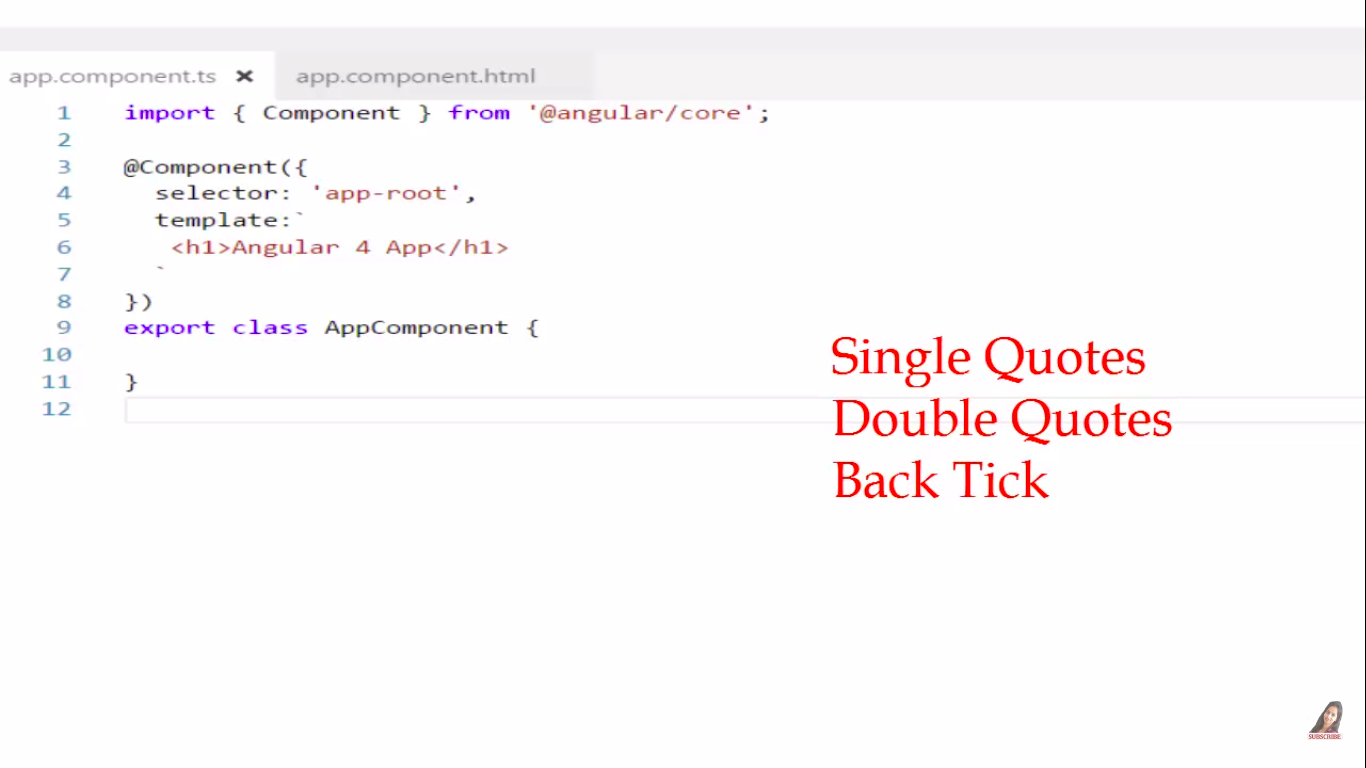 app.component.ts ✖ app.component.html
1 import { Component } from '@angular/core';
2
3 @Component({
4 selector: 'app-root',
5 template:`
6 <h1>Angular 4 App</h1>
7 `
8 })
9 export class AppComponent {
10
11 }
12
Single Quotes
Double Quotes
Back Tick
SUBSCRIBE